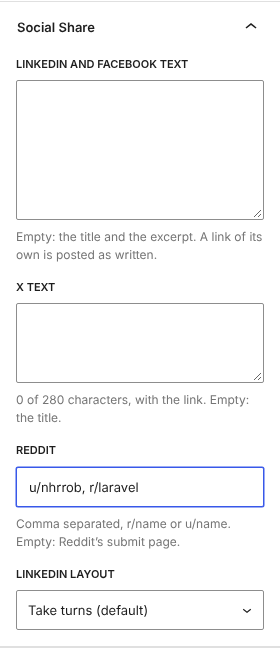 Social Share
LINKEDIN AND FACEBOOK TEXT
Empty: the title and the excerpt. A link of its
own is posted as written.
X TEXT
0 of 280 characters, with the link. Empty:
the title.
REDDIT
u/nhrrob, r/laravel
Comma separated, r/name or u/name.
Empty: Reddit’s submit page.
LINKEDIN LAYOUT
Take turns (default)